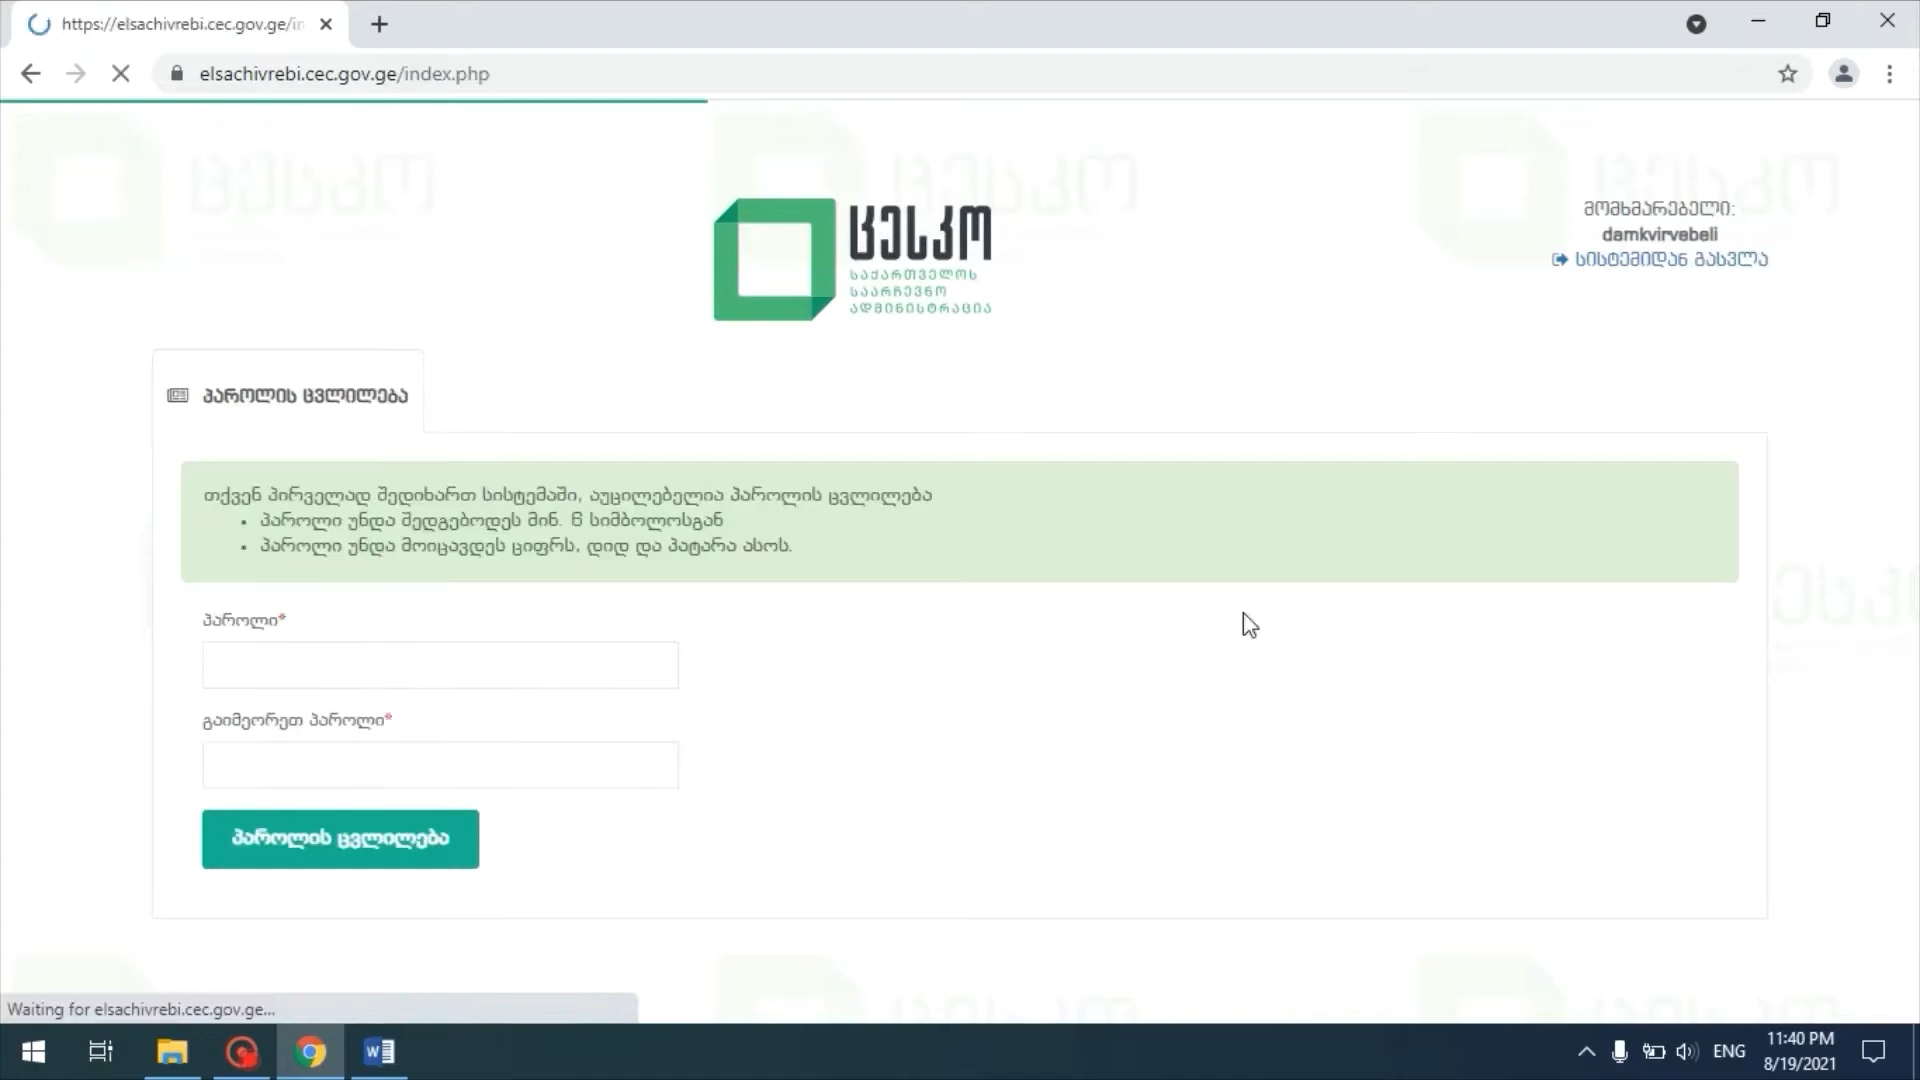 https://elsachivrebi.cec.gov.ge/in
elsachivrebi.cec.gov.ge/index.php
ცესკო
საქართველოს
საარჩევნო
ადმინისტრაცია
მომხმარებელი:
damkvirvebeli
სისტემიდან გასვლა
პაროლის ცვლილება
თქვენ პირველად შედიხართ სისტემაში, აუცილებელია პაროლის ცვლილება
• პაროლი უნდა შედგებოდეს მინ. 6 სიმბოლოსგან
• პაროლი უნდა მოიცავდეს ციფრს, დიდ და პატარა ასოს.
პაროლი*
გაიმეორეთ პაროლი*
პაროლის ცვლილება
Waiting for elsachivrebi.cec.gov.ge...
ENG
11:40 PM
8/19/2021